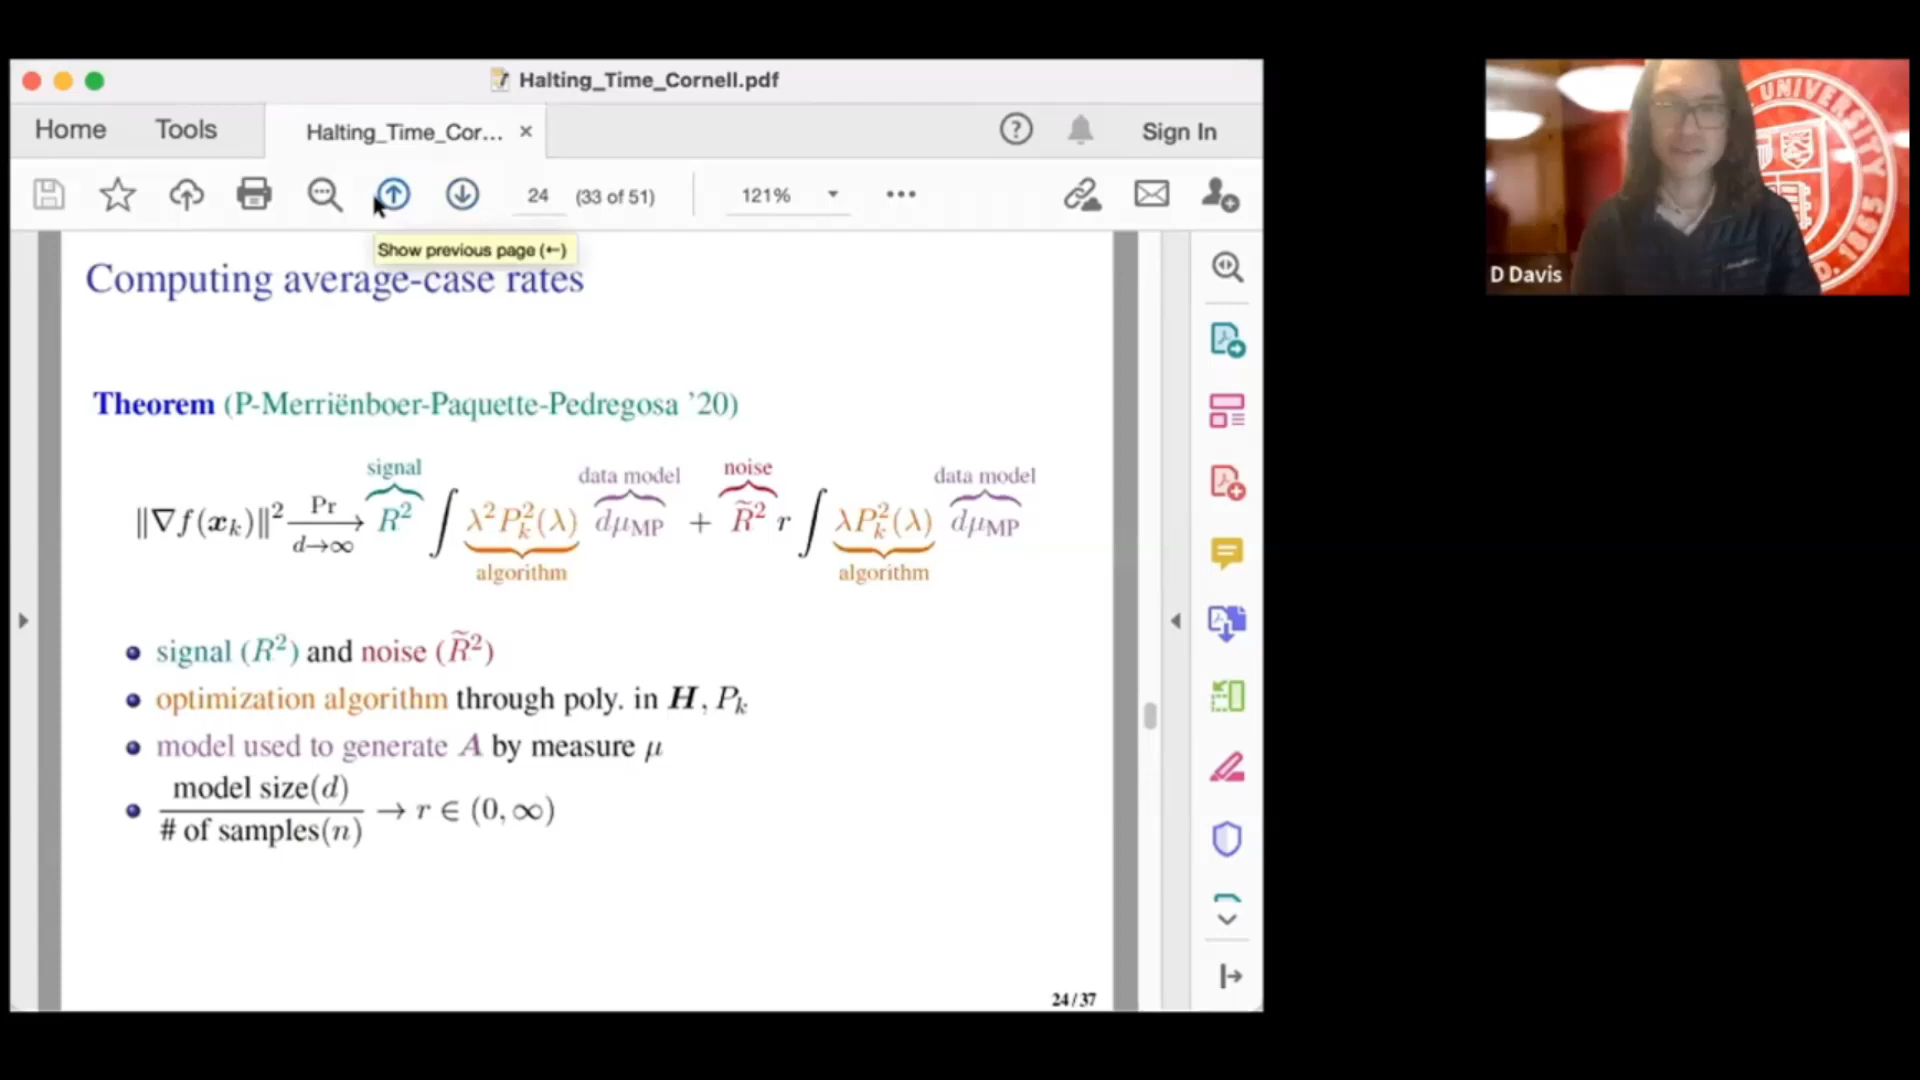 Halting_Time_Cornell.pdf
Home Tools Halting_Time_Cor... × Sign In
24 (33 of 51) 121%
Show previous page (←)
Computing average-case rates
Theorem (P-Merriënboer-Paquette-Pedregosa ’20)
signal data model noise data model
‖∇f(x_k)‖² Pr→ d→∞ R² ∫ λ²P_k²(λ) dμ_MP + R̃² r ∫ λP_k²(λ) dμ_MP
algorithm algorithm
• signal (R²) and noise (R̃²)
• optimization algorithm through poly. in H, P_k
• model used to generate A by measure μ
• model size(d)
# of samples(n) → r ∈ (0, ∞)
24 / 37
UNIVERSITY
D. 1865
D Davis